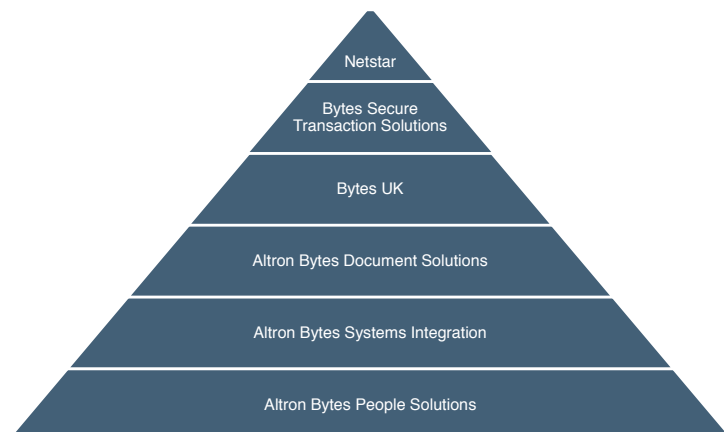 Netstar
Bytes Secure
Transaction Solutions
Bytes UK
Altron Bytes Document Solutions
Altron Bytes Systems Integration
Altron Bytes People Solutions